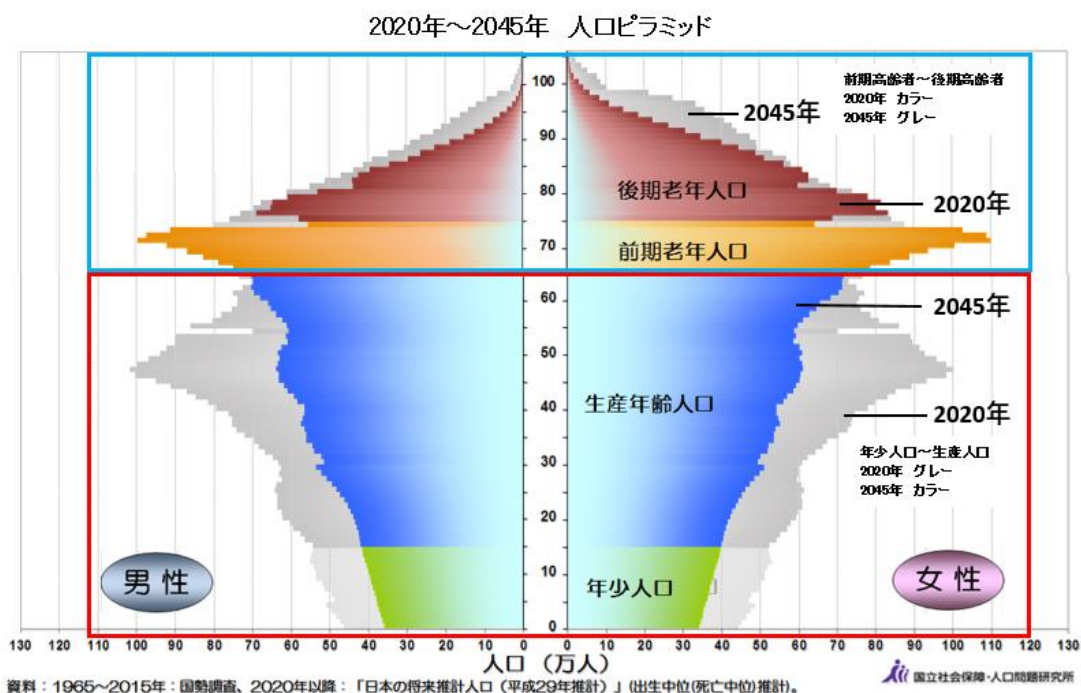 2020年～2045年 人口ピラミッド
前期高齢者～後期高齢者
2020年 カラー
2045年 グレー
2045年
後期老年人口
2020年
前期老年人口
2045年
生産年齢人口
2020年
年少人口～生産人口
2020年 グレー
2045年 カラー
男性
年少人口
女性
100
90
80
70
60
50
40
30
20
10
0
130 120 110 100 90 80 70 60 50 40 30 20 10 0
0 10 20 30 40 50 60 70 80 90 100 110 120 130
人口 （万人）
国立社会保障・人口問題研究所
資料：1965～2015年：国勢調査、2020年以降：「日本の将来推計人口（平成29年推計）」（出生中位(死亡中位)推計）。